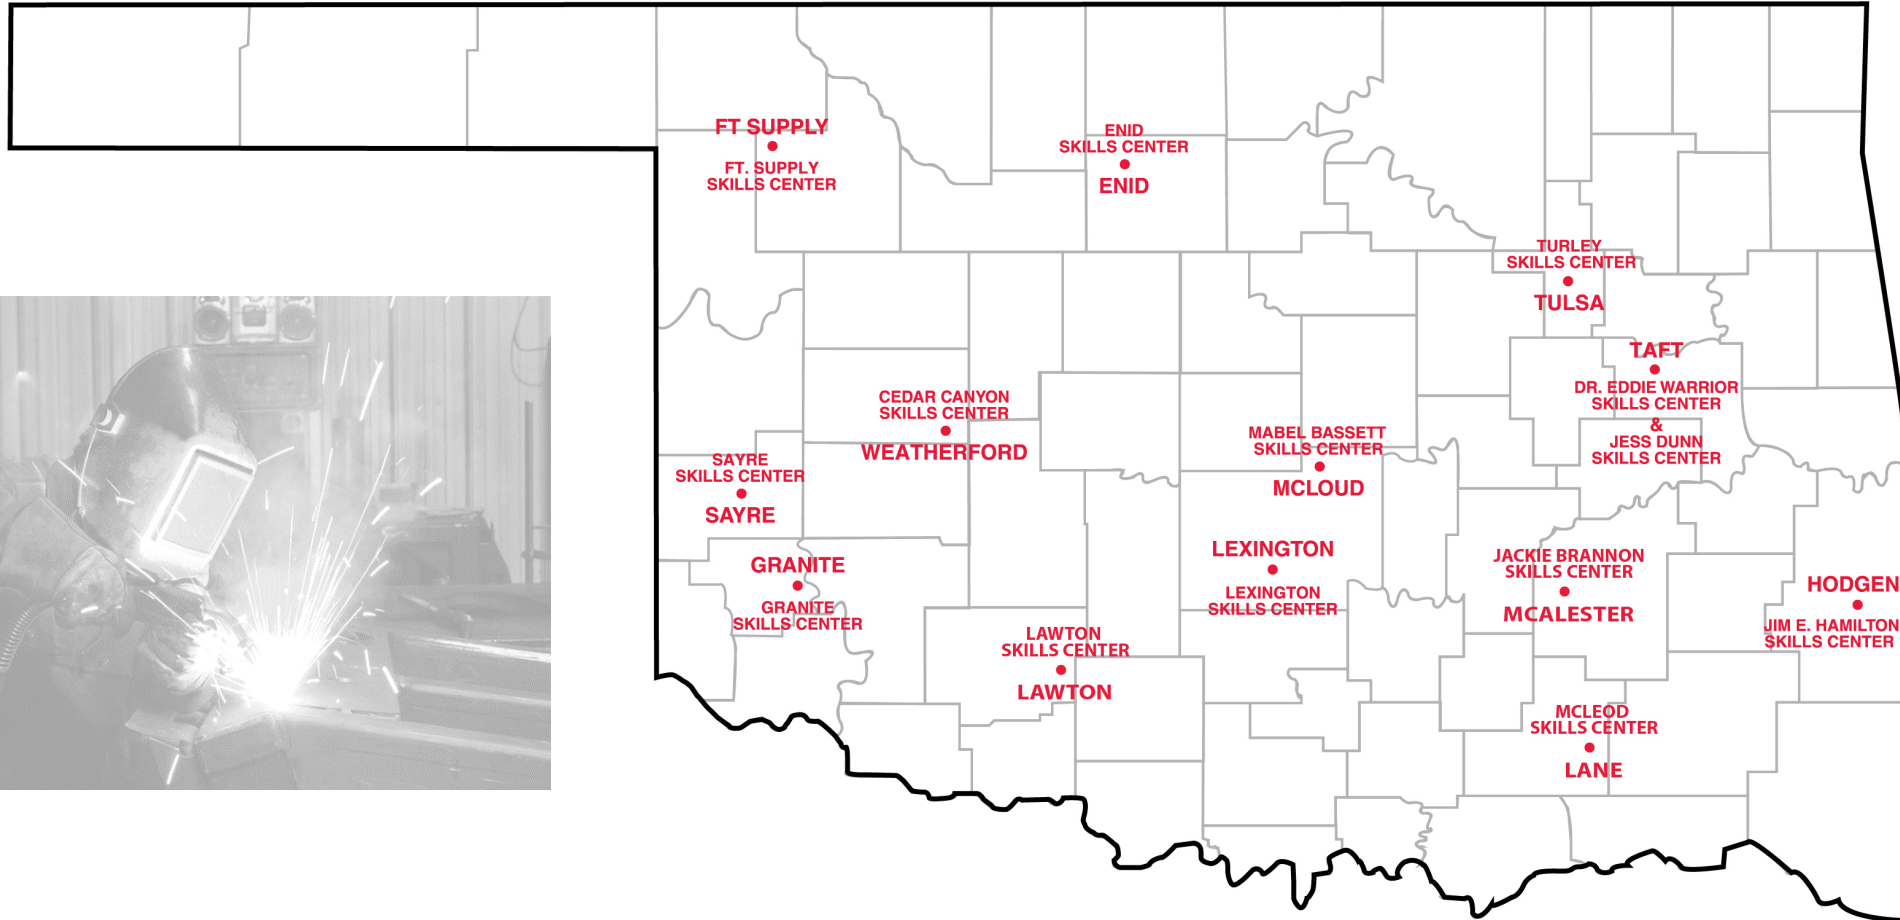 FT SUPPLY
FT. SUPPLY
SKILLS CENTER
ENID
SKILLS CENTER
ENID
TURLEY
SKILLS CENTER
TULSA
TAFT
DR. EDDIE WARRIOR
SKILLS CENTER
&
JESS DUNN
SKILLS CENTER
CEDAR CANYON
SKILLS CENTER
WEATHERFORD
MABEL BASSETT
SKILLS CENTER
MCLOUD
SAYRE
SKILLS CENTER
SAYRE
GRANITE
GRANITE
SKILLS CENTER
LEXINGTON
LEXINGTON
SKILLS CENTER
JACKIE BRANNON
SKILLS CENTER
MCALESTER
HODGEN
JIM E. HAMILTON
SKILLS CENTER
LAWTON
SKILLS CENTER
LAWTON
MCLEOD
SKILLS CENTER
LANE